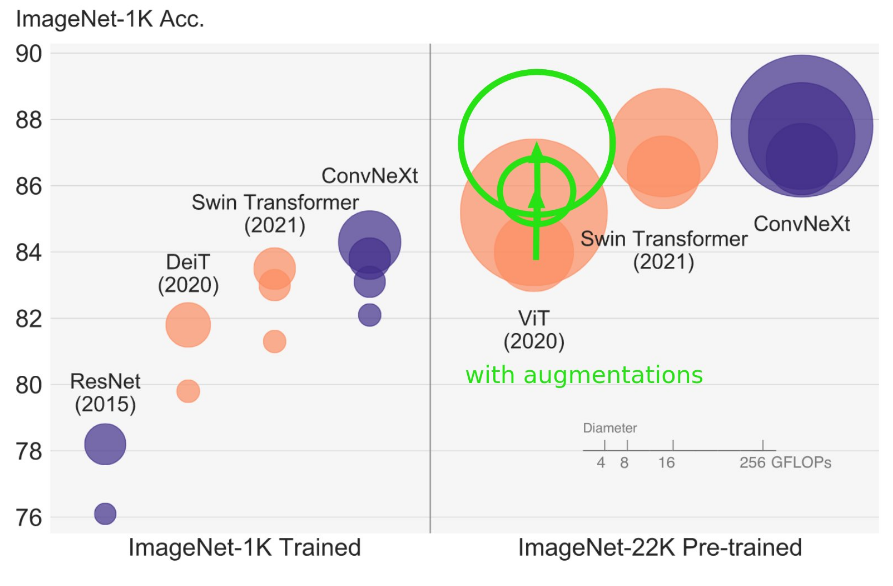 ImageNet-1K Acc.
90
88
86
84
82
80
78
76
ResNet
(2015)
DeiT
(2020)
Swin Transformer
(2021)
ConvNeXt
ViT
(2020)
Swin Transformer
(2021)
ConvNeXt
with augmentations
Diameter
4 8 16 256 GFLOPs
ImageNet-1K Trained
ImageNet-22K Pre-trained